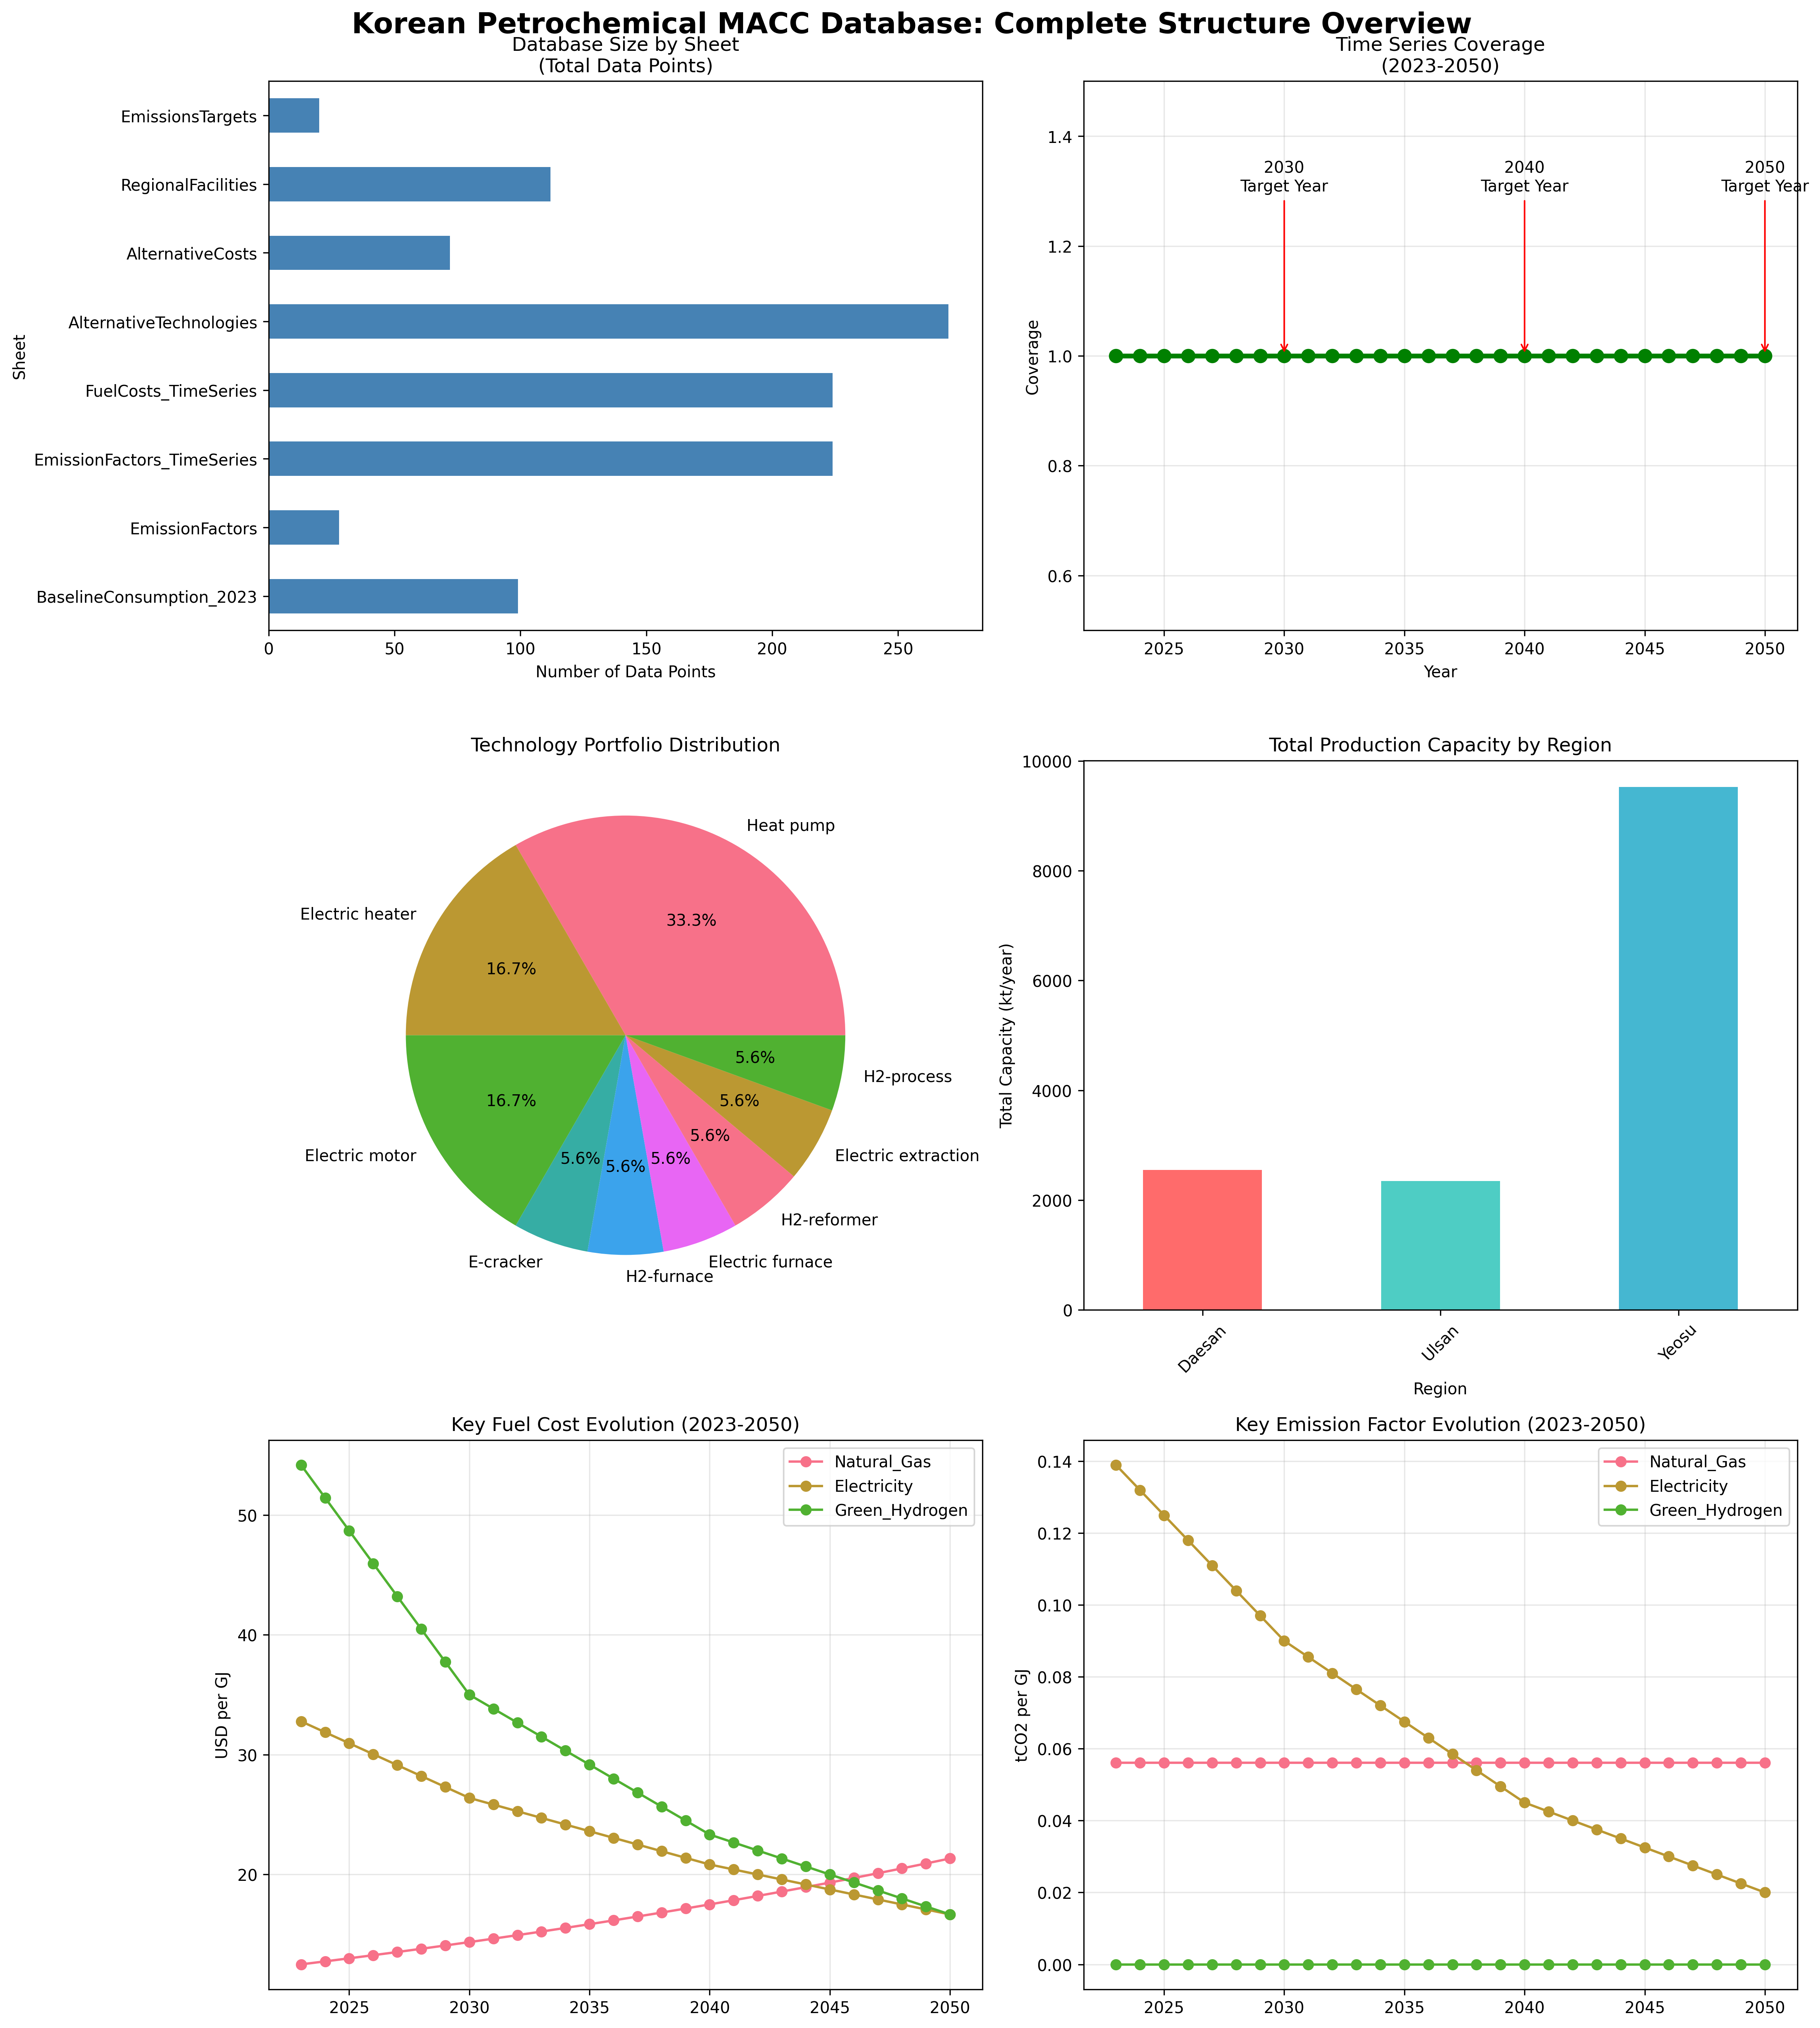 Korean Petrochemical MACC Database: Complete Structure Overview
Database Size by Sheet
(Total Data Points)
Sheet
EmissionsTargets
RegionalFacilities
AlternativeCosts
AlternativeTechnologies
FuelCosts_TimeSeries
EmissionFactors_TimeSeries
EmissionFactors
BaselineConsumption_2023
0
50
100
150
200
250
Number of Data Points
Time Series Coverage
(2023-2050)
Coverage
1.4
1.2
1.0
0.8
0.6
2030
Target Year
2040
Target Year
2050
Target Year
2025
2030
2035
2040
2045
2050
Year
Technology Portfolio Distribution
Heat pump
33.3%
Electric heater
16.7%
Electric motor
16.7%
E-cracker
5.6%
H2-furnace
5.6%
Electric furnace
5.6%
H2-reformer
5.6%
Electric extraction
5.6%
H2-process
5.6%
Total Production Capacity by Region
Total Capacity (kt/year)
10000
8000
6000
4000
2000
0
Daesan
Ulsan
Yeosu
Region
Key Fuel Cost Evolution (2023-2050)
USD per GJ
50
40
30
20
Natural_Gas
Electricity
Green_Hydrogen
2025
2030
2035
2040
2045
2050
Key Emission Factor Evolution (2023-2050)
tCO2 per GJ
0.14
0.12
0.10
0.08
0.06
0.04
0.02
0.00
Natural_Gas
Electricity
Green_Hydrogen
2025
2030
2035
2040
2045
2050